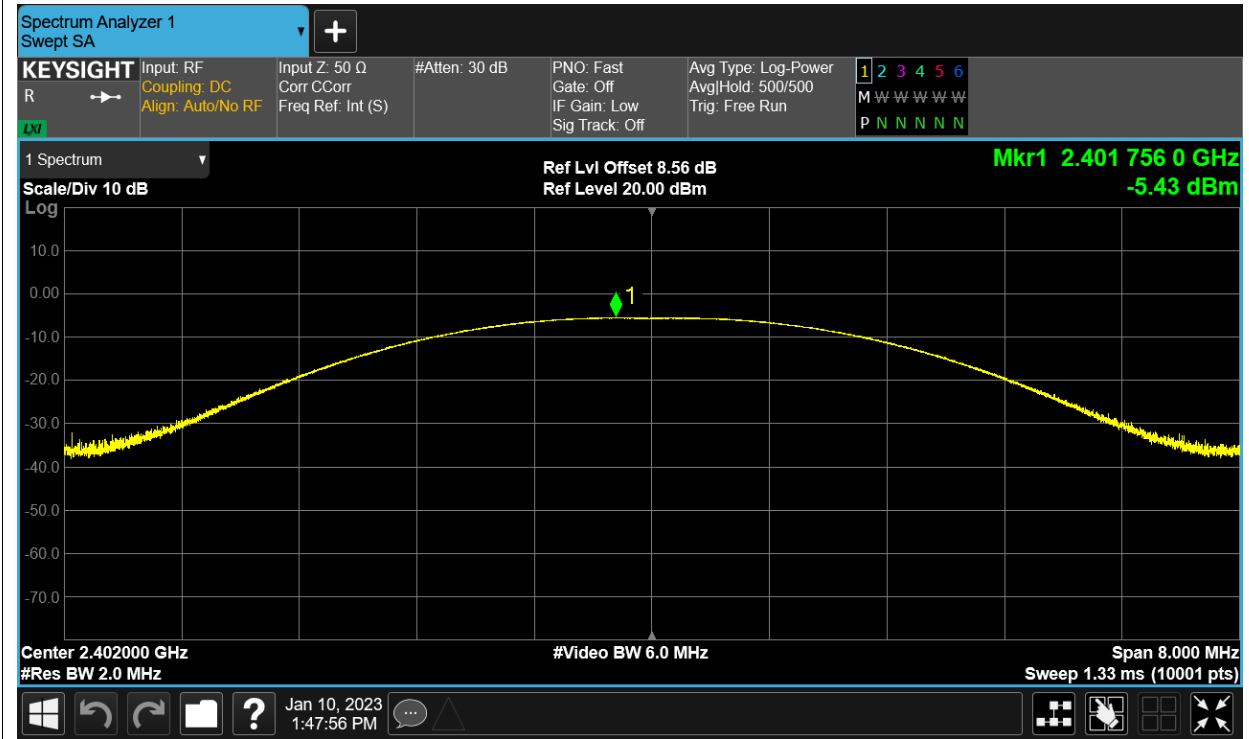 Spectrum Analyzer 1
Swept SA
KEYSIGHT
R
LXI
Input: RF
Coupling: DC
Align: Auto/No RF
Input Z: 50 Ω
Corr CCorr
Freq Ref: Int (S)
#Atten: 30 dB
PNO: Fast
Gate: Off
IF Gain: Low
Sig Track: Off
Avg Type: Log-Power
Avg|Hold: 500/500
Trig: Free Run
1 2 3 4 5 6
M W W W W W
P N N N N N
1 Spectrum
Scale/Div 10 dB
Log
Ref Lvl Offset 8.56 dB
Ref Level 20.00 dBm
Mkr1 2.401 756 0 GHz
-5.43 dBm
1
10.0
0.00
-10.0
-20.0
-30.0
-40.0
-50.0
-60.0
-70.0
Center 2.402000 GHz
#Res BW 2.0 MHz
#Video BW 6.0 MHz
Span 8.000 MHz
Sweep 1.33 ms (10001 pts)
?
Jan 10, 2023
1:47:56 PM